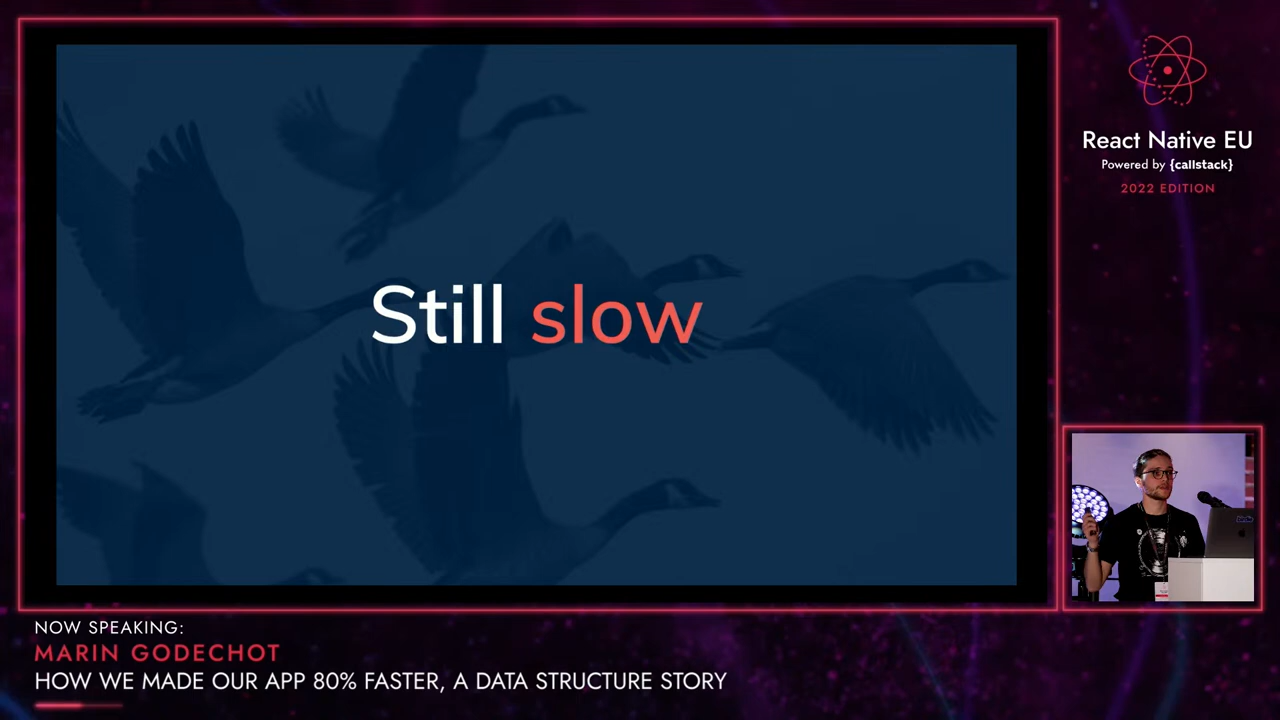 Still slow
React Native EU
Powered by {callstack}
2022 EDITION
NOW SPEAKING:
MARIN GODECHOT
HOW WE MADE OUR APP 80% FASTER, A DATA STRUCTURE STORY